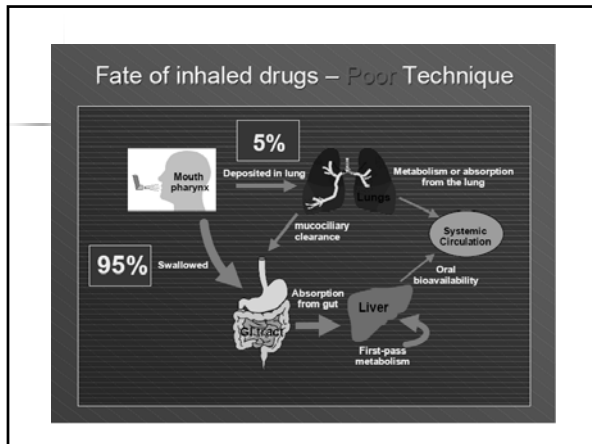 Fate of inhaled drugs – Poor Technique
5%
Mouth
pharynx
Deposited in lung
Lungs
Metabolism or absorption
from the lung
mucociliary
clearance
Systemic
Circulation
95%
Swallowed
Oral
bioavailability
Absorption
from gut
Liver
GI tract
First-pass
metabolism